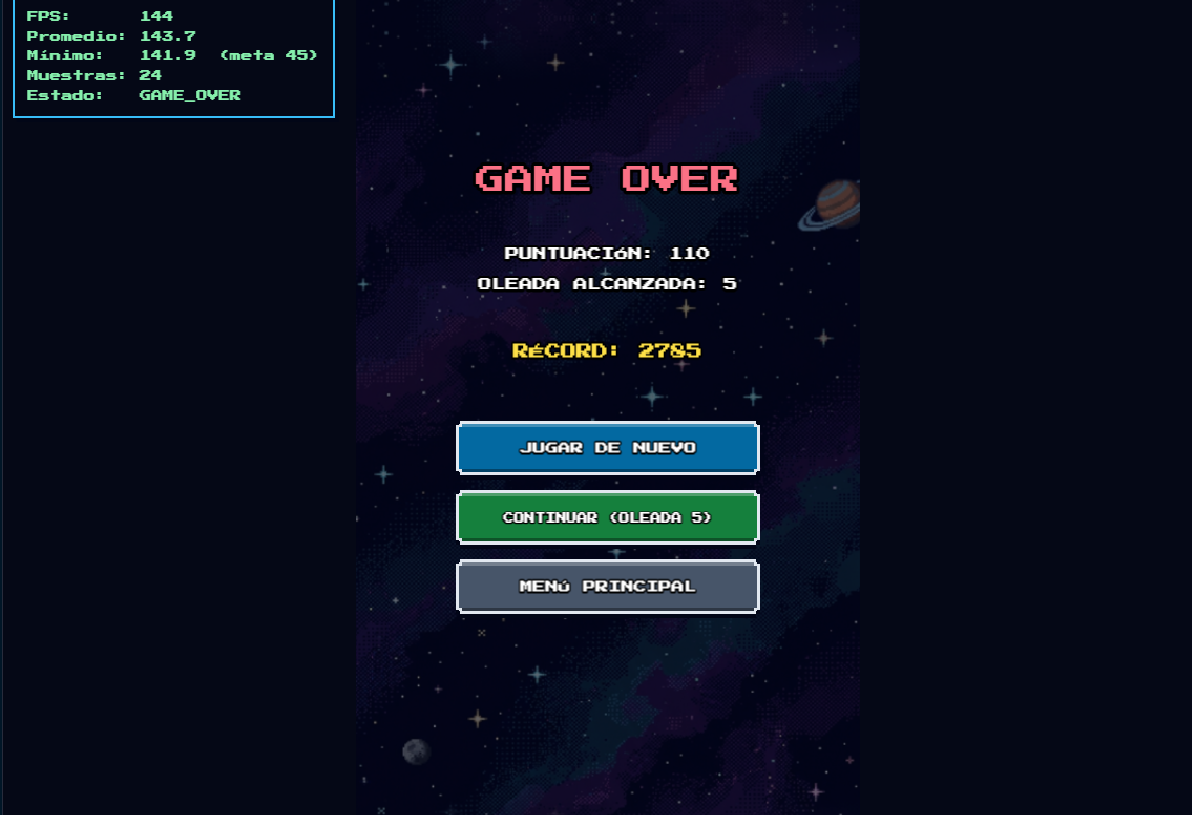 FPS: 144
Promedio: 143.7
Mínimo: 141.9 (meta 45)
Muestras: 24
Estado: GAME_OVER
GAME OVER
PUNTUACIóN: 110
OLEADA ALCANZADA: 5
RéCORD: 2785
JUGAR DE NUEVO
CONTINUAR (OLEADA 5)
MENú PRINCIPAL